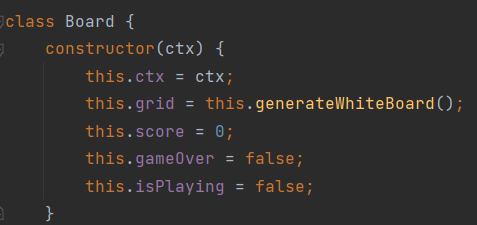 class Board {
    constructor(ctx) {
        this.ctx = ctx;
        this.grid = this.generateWhiteBoard();
        this.score = 0;
        this.gameOver = false;
        this.isPlaying = false;
    }